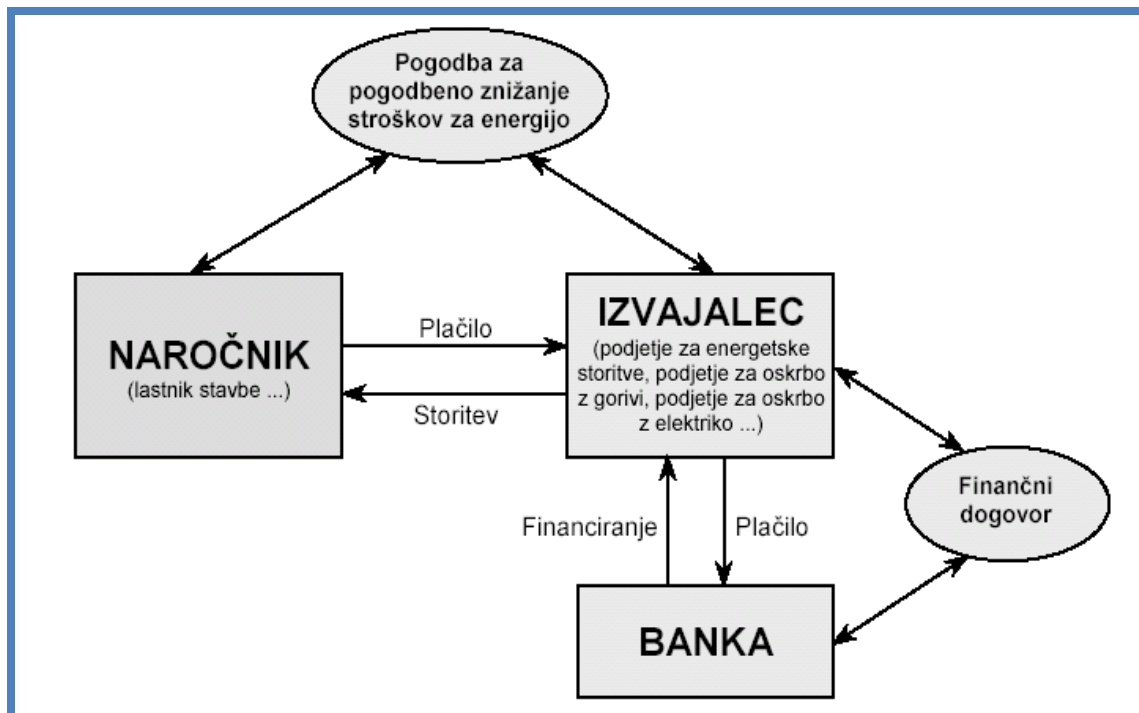 Pogodba za
pogodbeno znižanje
stroškov za energijo
NAROČNIK
(lastnik stavbe ...)
Plačilo
Storitev
IZVAJALEC
(podjetje za energetske
storitve, podjetje za oskrbo
z gorivi, podjetje za oskrbo
z elektriko ...)
Finančni
dogovor
Financiranje
Plačilo
BANKA